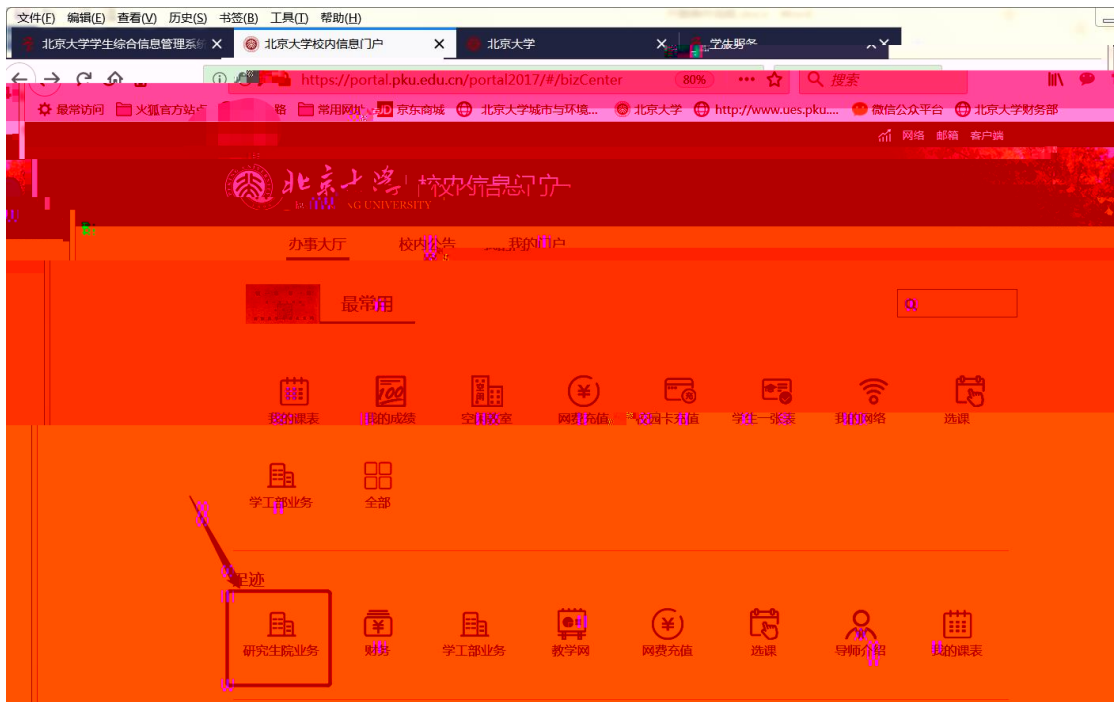 文件(F) 编辑(E) 查看(V) 历史(S) 书签(B) 工具(T) 帮助(H)
北京大学学生综合信息管理系统 × 北京大学校内信息门户 × 北京大学 ×
https://portal.pku.edu.cn/portal2017/#/bizCenter 80% ••• 搜索
最常访问 火狐官方站点 常用网址 JD 京东商城 北京大学城市与环境... 北京大学 http://www.ues.pku.... 微信公众平台 北京大学财务部
网络 邮箱 客户端
北京大学 校内信息门户
办事大厅 校内公告 我的门户
最常用
我的课表 我的成绩 空闲教室 网费充值 校园卡充值 学生一张表 我的网络 选课
学工部业务 全部
足迹
研究生院业务 财务 学工部业务 教学网 网费充值 选课 导师介绍 我的课表